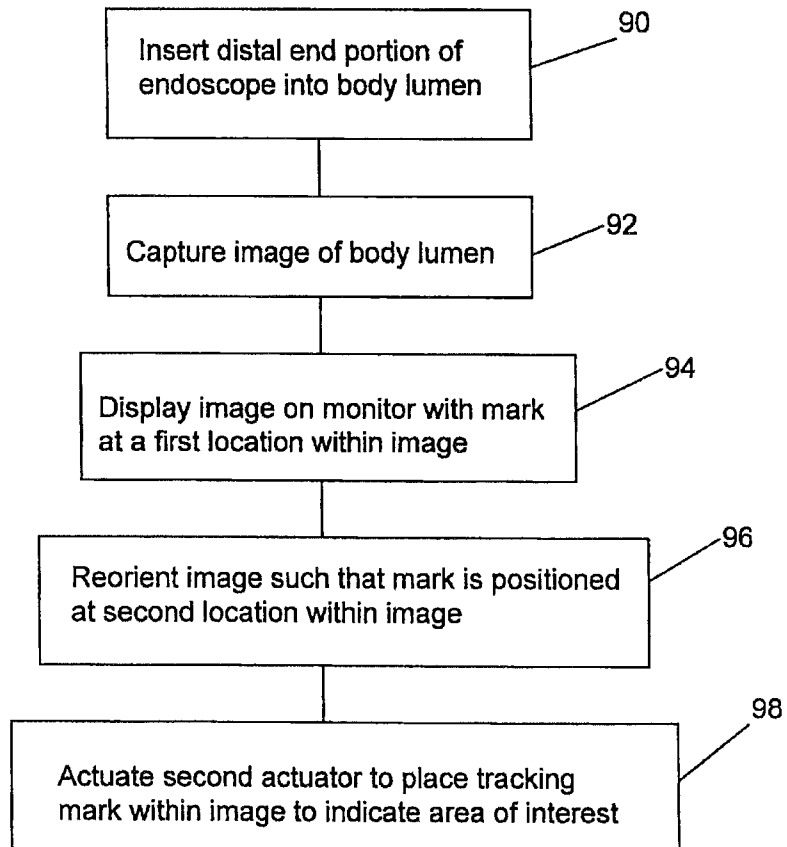 90
Insert distal end portion of
endoscope into body lumen
92
Capture image of body lumen
94
Display image on monitor with mark
at a first location within image
96
Reorient image such that mark is positioned
at second location within image
98
Actuate second actuator to place tracking
mark within image to indicate area of interest